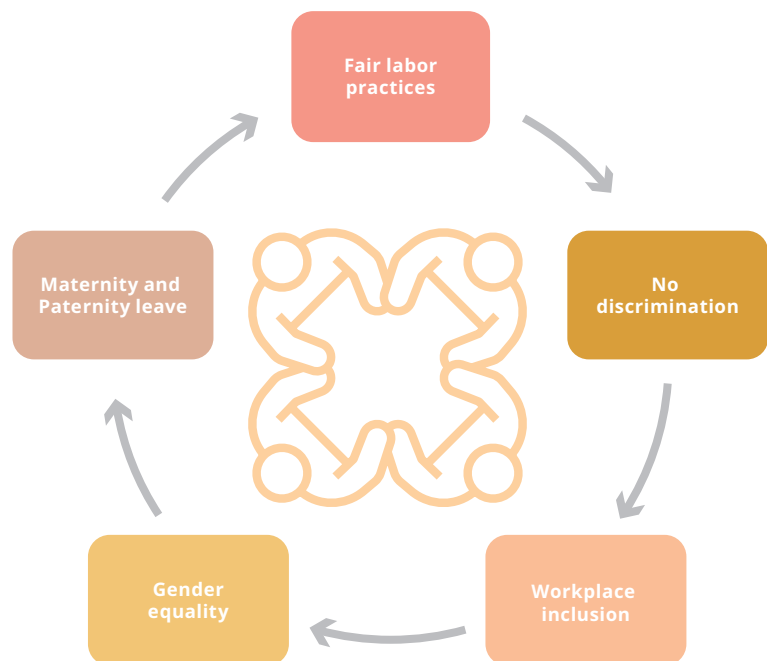 Fair labor
practices
No
discrimination
Workplace
inclusion
Gender
equality
Maternity and
Paternity leave